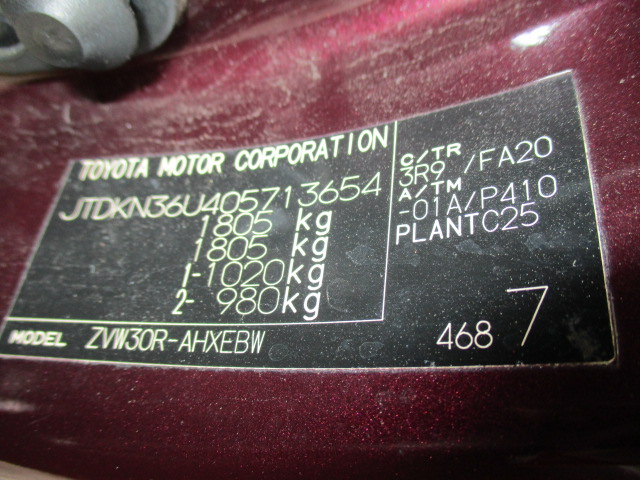 TOYOTA MOTOR CORPORATION
JTDKN36U405713654
1805 kg
1805 kg
1-1020kg
2- 980kg
MODEL ZVW30R-AHXEBW
C/TR
3R9 /FA20
A/TM
-01A/P410
PLANTC25
468 7